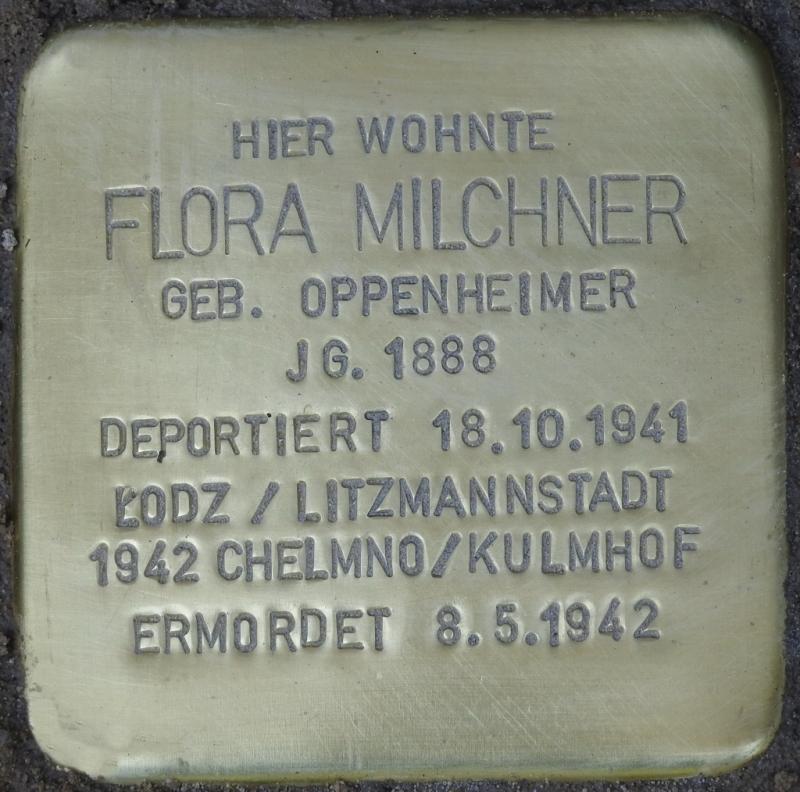 HIER WOHNTE
FLORA MILCHNER
GEB. OPPENHEIMER
JG. 1888
DEPORTIERT 18.10.1941
ŁODZ / LITZMANNSTADT
1942 CHELMNO/KULMHOF
ERMORDET 8.5.1942